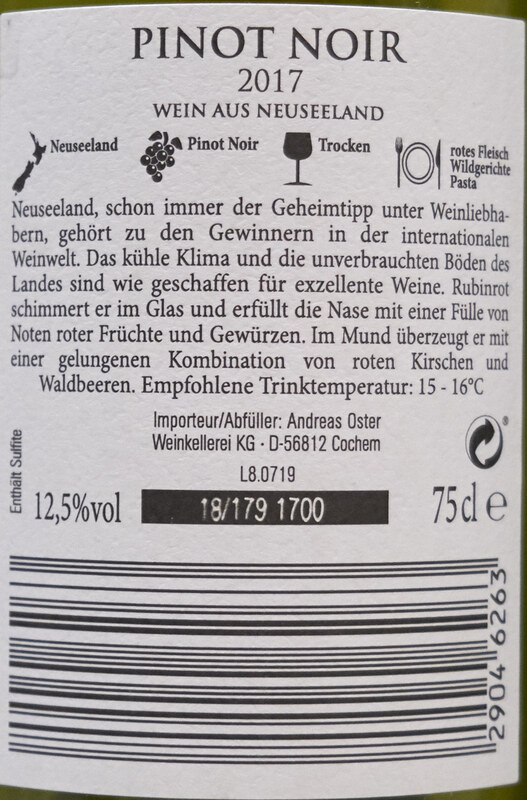 PINOT NOIR
2017
WEIN AUS NEUSEELAND
Neuseeland
Pinot Noir
Trocken
rotes Fleisch
Wildgerichte
Pasta
Neuseeland, schon immer der Geheimtipp unter Weinliebha-
bern, gehört zu den Gewinnern in der internationalen
Weinwelt. Das kühle Klima und die unverbrauchten Böden des
Landes sind wie geschaffen für exzellente Weine. Rubinrot
schimmert er im Glas und erfüllt die Nase mit einer Fülle von
Noten roter Früchte und Gewürzen. Im Mund überzeugt er mit
einer gelungenen Kombination von roten Kirschen und
Waldbeeren. Empfohlene Trinktemperatur: 15 - 16°C
Importeur/Abfüller: Andreas Oster
Weinkellerei KG · D-56812 Cochem
L8.0719
Enthält Sulfite
12,5%vol
18/179 1700
75cl e
2904 6263